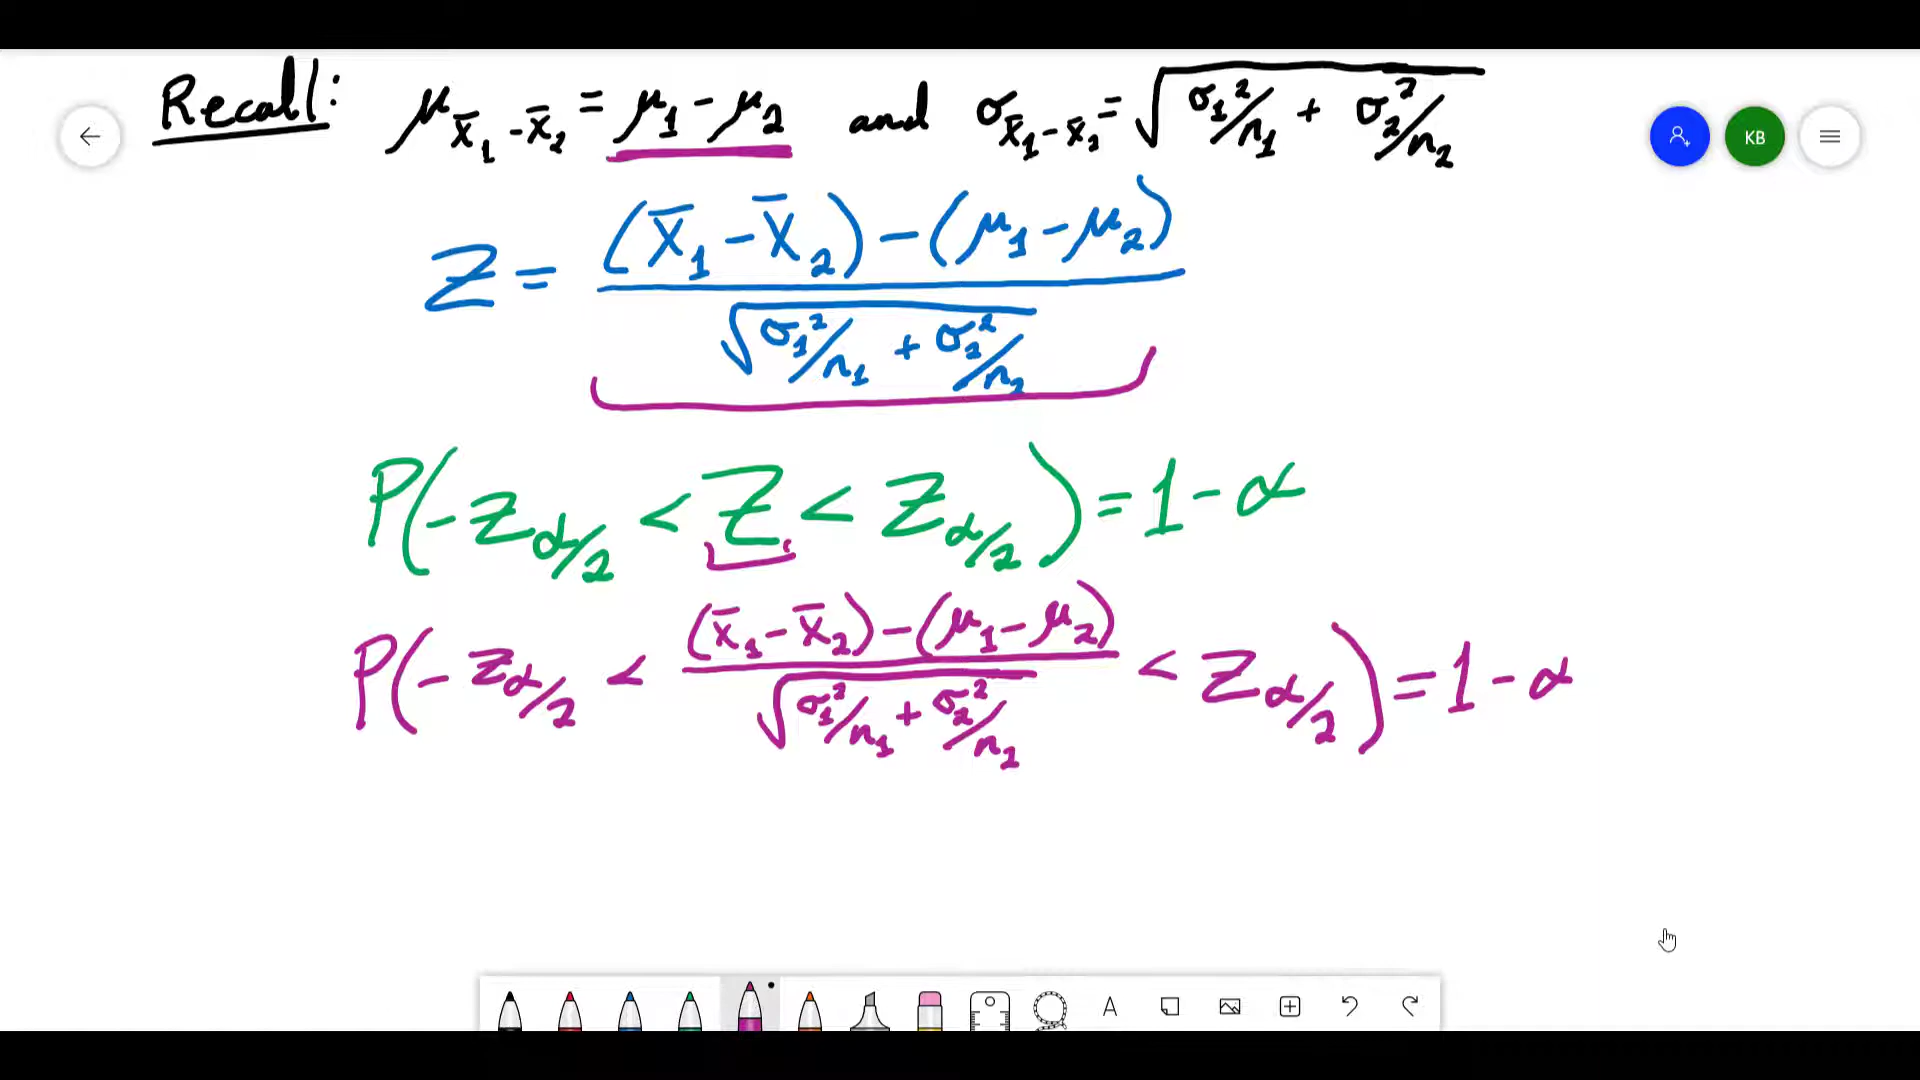 Recall: μ_{x̄₁-x̄₂} = μ₁ - μ₂ and σ_{x̄₁-x̄₂} = √(σ₁²/n₁ + σ₂²/n₂)
KB
Z = ((x̄₁ - x̄₂) - (μ₁ - μ₂)) / √(σ₁²/n₁ + σ₂²/n₂)
P(-z_{α/2} < Z < z_{α/2}) = 1 - α
P(-z_{α/2} < ((x̄₁ - x̄₂) - (μ₁ - μ₂)) / √(σ₁²/n₁ + σ₂²/n₂) < z_{α/2}) = 1 - α
A